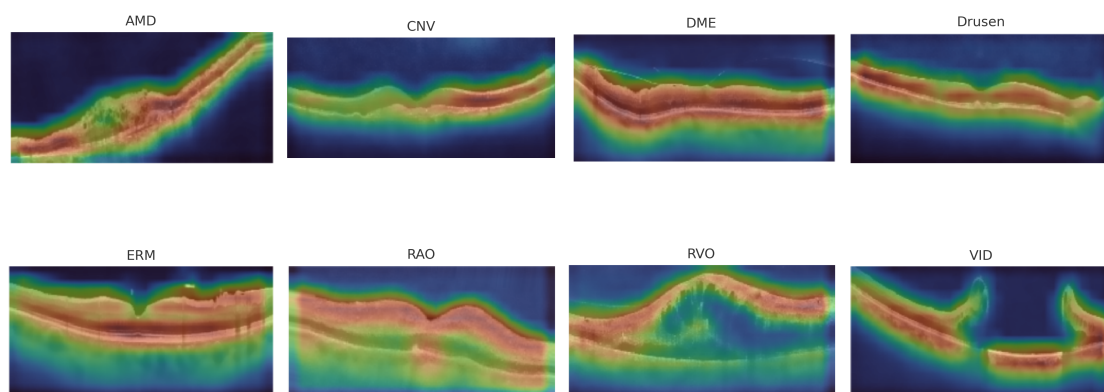 AMD
CNV
DME
Drusen
ERM
RAO
RVO
VID